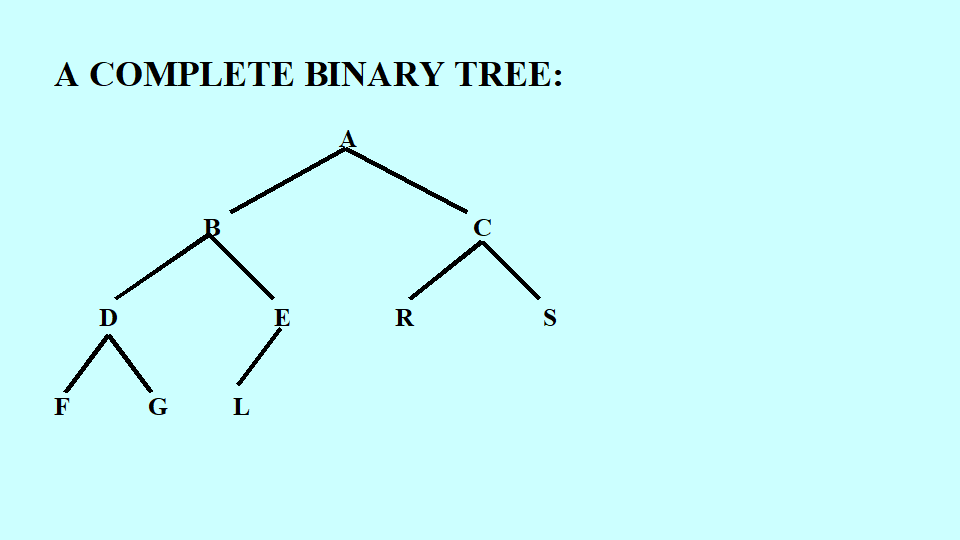 A COMPLETE BINARY TREE:
A
B C
D E R S
F G L